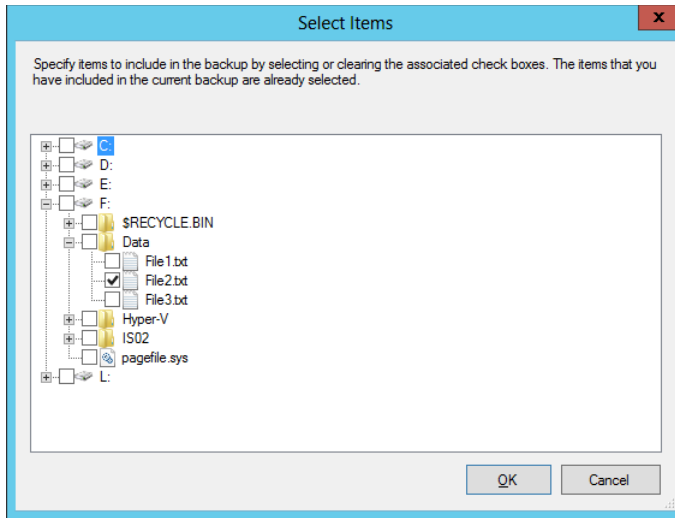 Select Items
x
Specify items to include in the backup by selecting or clearing the associated check boxes. The items that you
have included in the current backup are already selected.
C:
D:
E:
F:
$RECYCLE.BIN
Data
File1.txt
File2.txt
File3.txt
Hyper-V
IS02
pagefile.sys
L:
OK Cancel